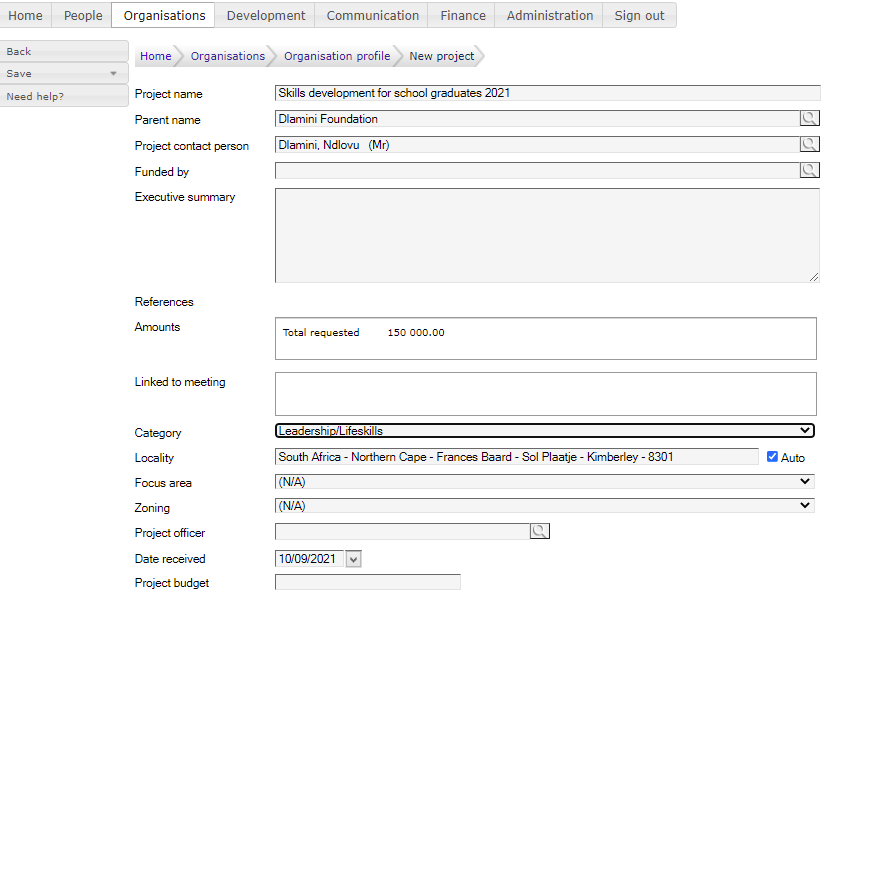 Home People Organisations Development Communication Finance Administration Sign out
Back
Save
Need help?
Home Organisations Organisation profile New project
Project name Skills development for school graduates 2021
Parent name Dlamini Foundation
Project contact person Dlamini, Ndlovu (Mr)
Funded by
Executive summary
References
Amounts Total requested 150 000.00
Linked to meeting
Category Leadership/Lifeskills
Locality South Africa - Northern Cape - Frances Baard - Sol Plaatje - Kimberley - 8301 Auto
Focus area (N/A)
Zoning (N/A)
Project officer
Date received 10/09/2021
Project budget